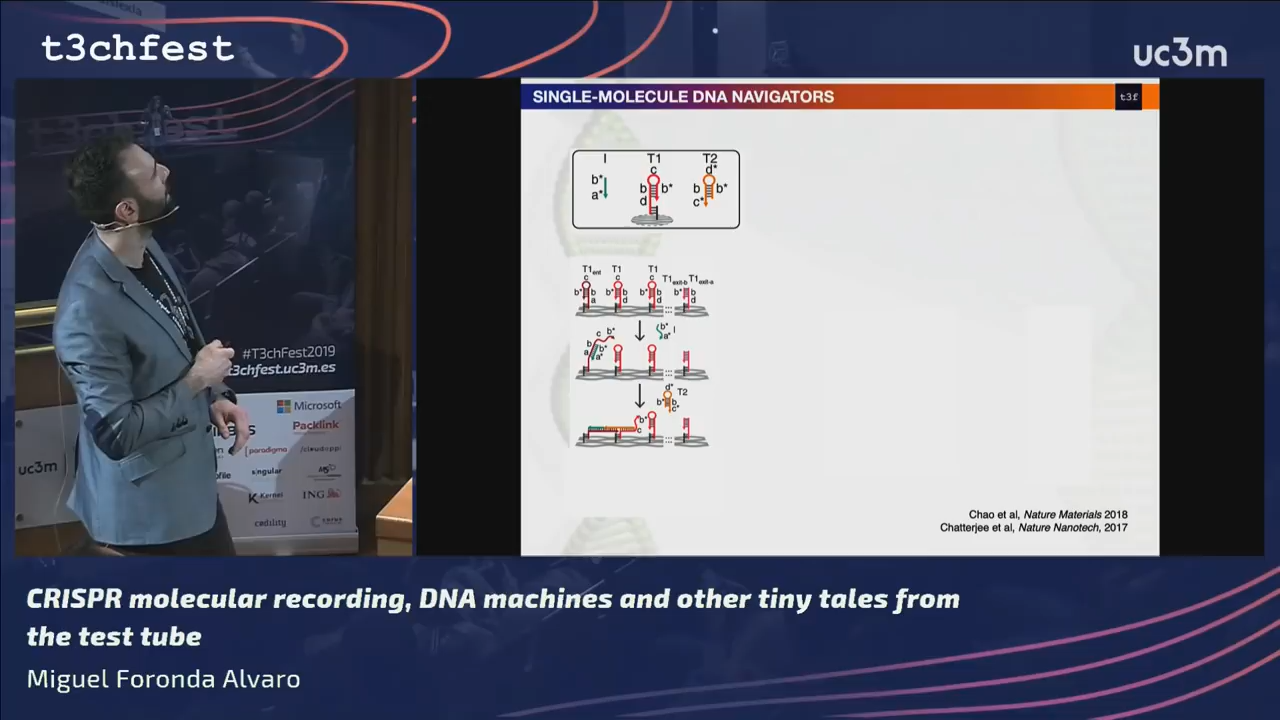 t3chfest
uc3m
SINGLE-MOLECULE DNA NAVIGATORS
t3f
I T1 T2
c d*
b* b b* b b*
a* d c*
T1ent T1 T1 T1exit-b T1exit-a
c c c
b* b b* b b* b b* b
a d d d
b* I
a*
c b*
b b*
a a*
d* T2
b* b
c*
b*
c
Chao et al, Nature Materials 2018
Chatterjee et al, Nature Nanotech, 2017
#T3chFest2019
t3chfest.uc3m.es
Microsoft
Packlink
paradigma
cloudappi
singular
Kernel
ING
codility
uc3m
CRISPR molecular recording, DNA machines and other tiny tales from
the test tube
Miguel Foronda Alvaro